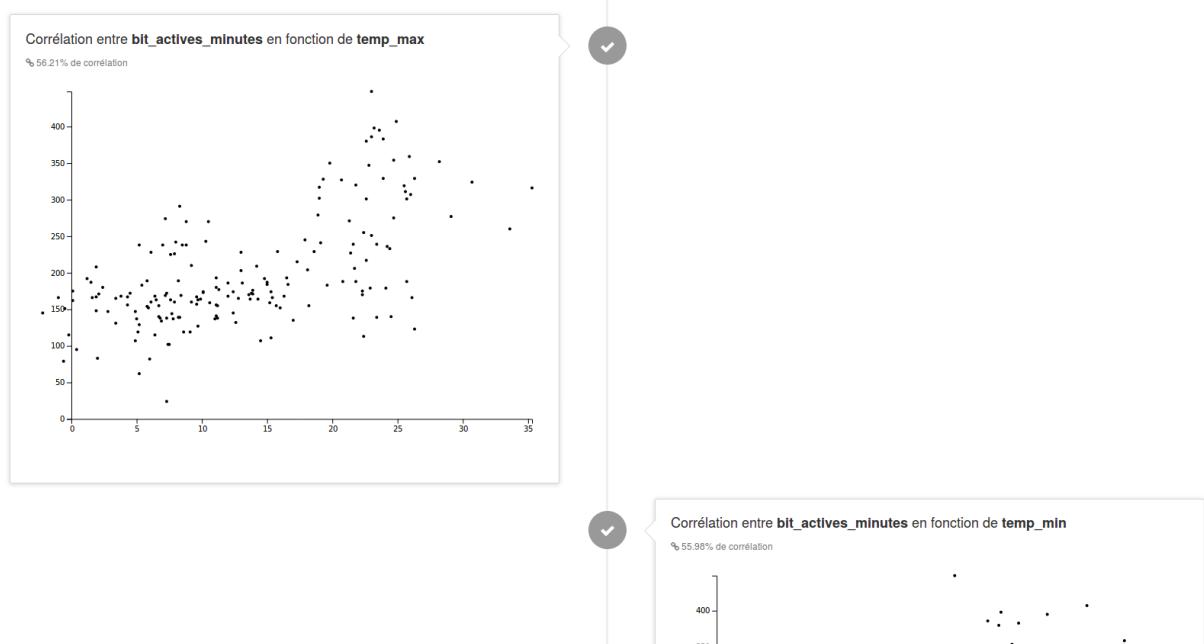 Corrélation entre bit_actives_minutes en fonction de temp_max
56.21% de corrélation
400
350
300
250
200
150
100
50
0
0 5 10 15 20 25 30 35
Corrélation entre bit_actives_minutes en fonction de temp_min
55.98% de corrélation
400